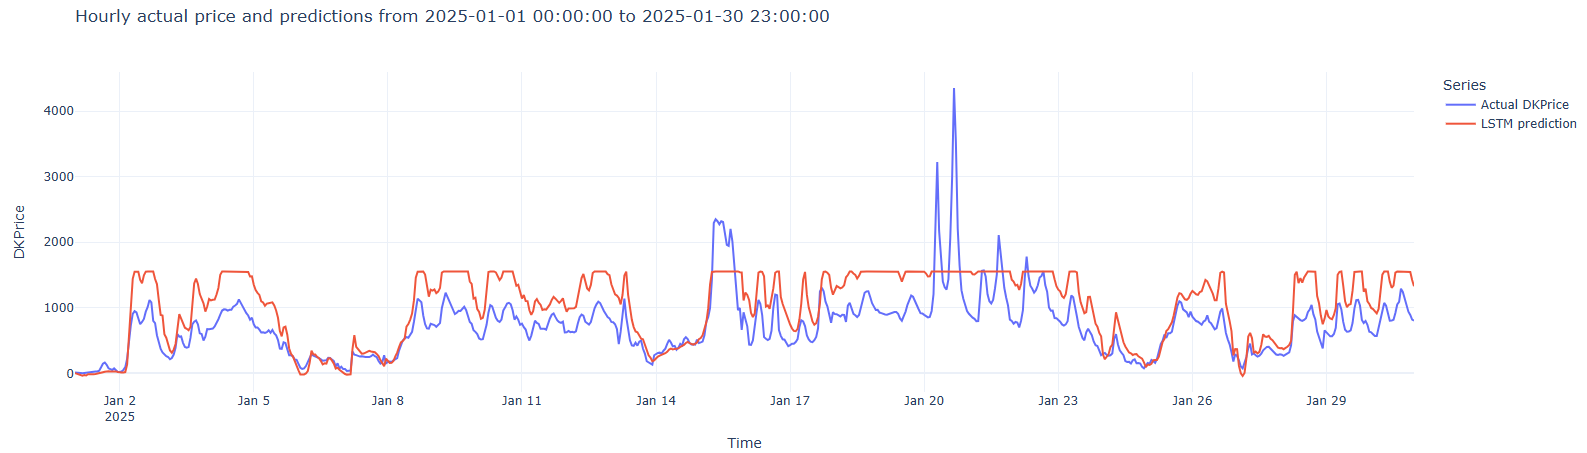 Hourly actual price and predictions from 2025-01-01 00:00:00 to 2025-01-30 23:00:00
Series
Actual DKPrice
LSTM prediction
DKPrice
4000
3000
2000
1000
0
Jan 2 Jan 5 Jan 8 Jan 11 Jan 14 Jan 17 Jan 20 Jan 23 Jan 26 Jan 29
2025
Time